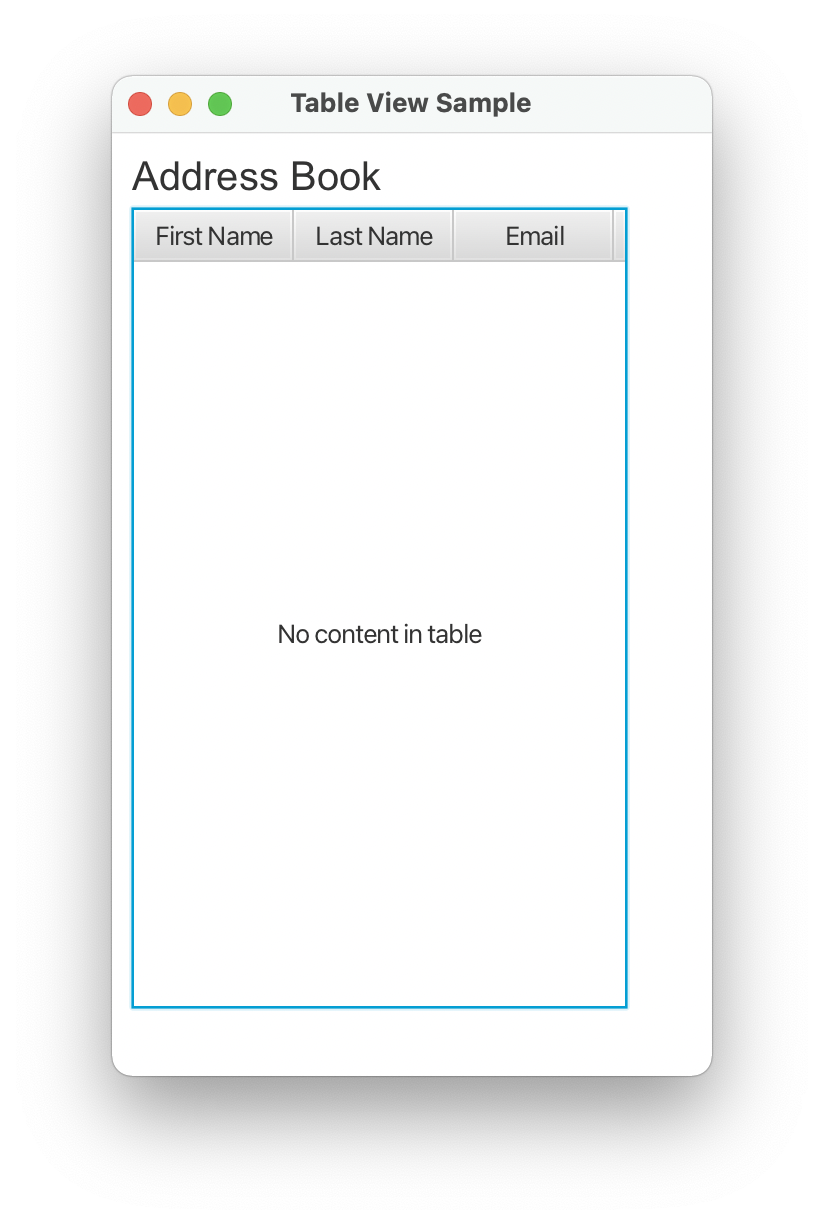 Table View Sample
Address Book
First Name Last Name Email
No content in table